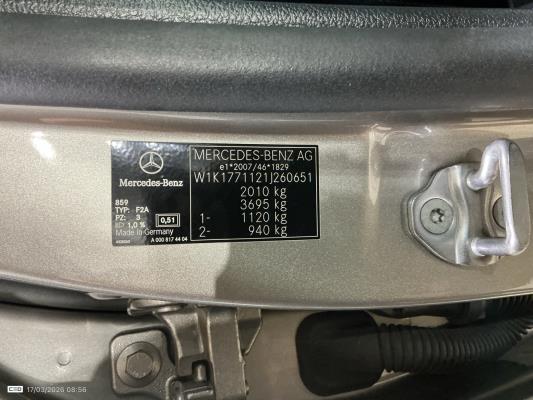 Mercedes-Benz
859
TYP: F2A
PZ: 3
1,0 %
0,51
Made in Germany
A 000 817 44 04
MERCEDES-BENZ AG
e1*2007/46*1829
W1K1771121J260651
2010 kg
3695 kg
1- 1120 kg
2- 940 kg
17/03/2026 08:56